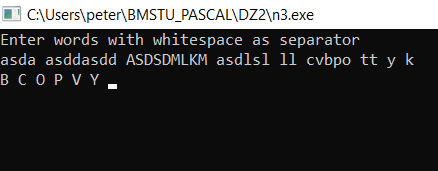 C:\Users\peter\BMSTU_PASCAL\DZ2\n3.exe
Enter words with whitespace as separator
asda asddasdd ASDSDMLKM asdlsl ll cvbpo tt y k
B C O P V Y